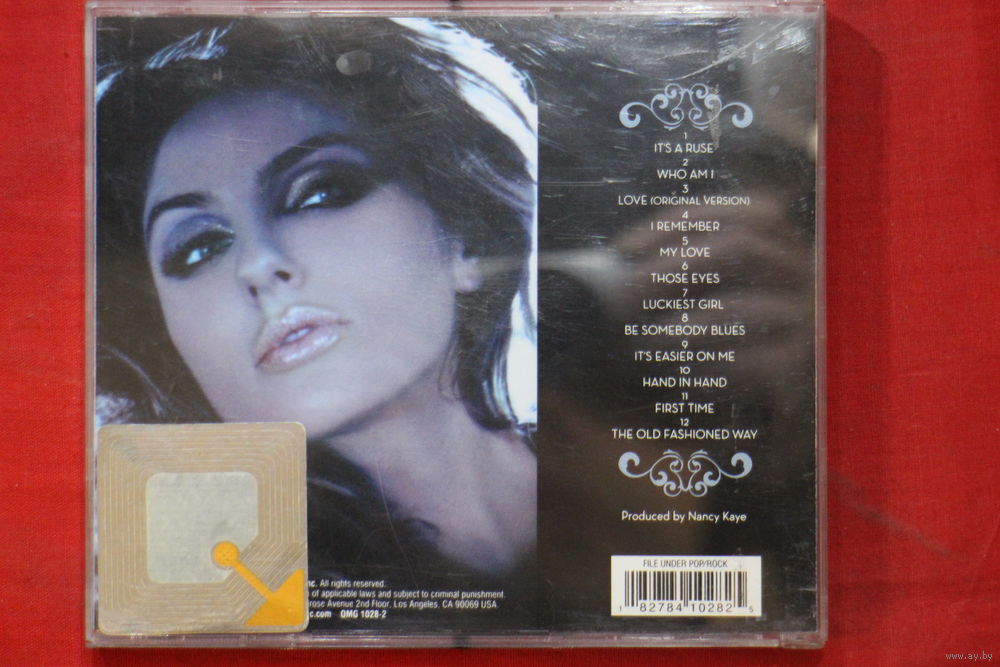 1
IT'S A RUSE
2
WHO AM I
3
LOVE (ORIGINAL VERSION)
4
I REMEMBER
5
MY LOVE
6
THOSE EYES
7
LUCKIEST GIRL
8
BE SOMEBODY BLUES
9
IT'S EASIER ON ME
10
HAND IN HAND
11
FIRST TIME
12
THE OLD FASHIONED WAY
Produced by Nancy Kaye
FILE UNDER POP/ROCK
1 82784 10282 5
nc. All rights reserved.
of applicable laws and subject to criminal punishment.
rose Avenue 2nd Floor, Los Angeles, CA 90069 USA
c.com QMG 1028-2
www.ay.by